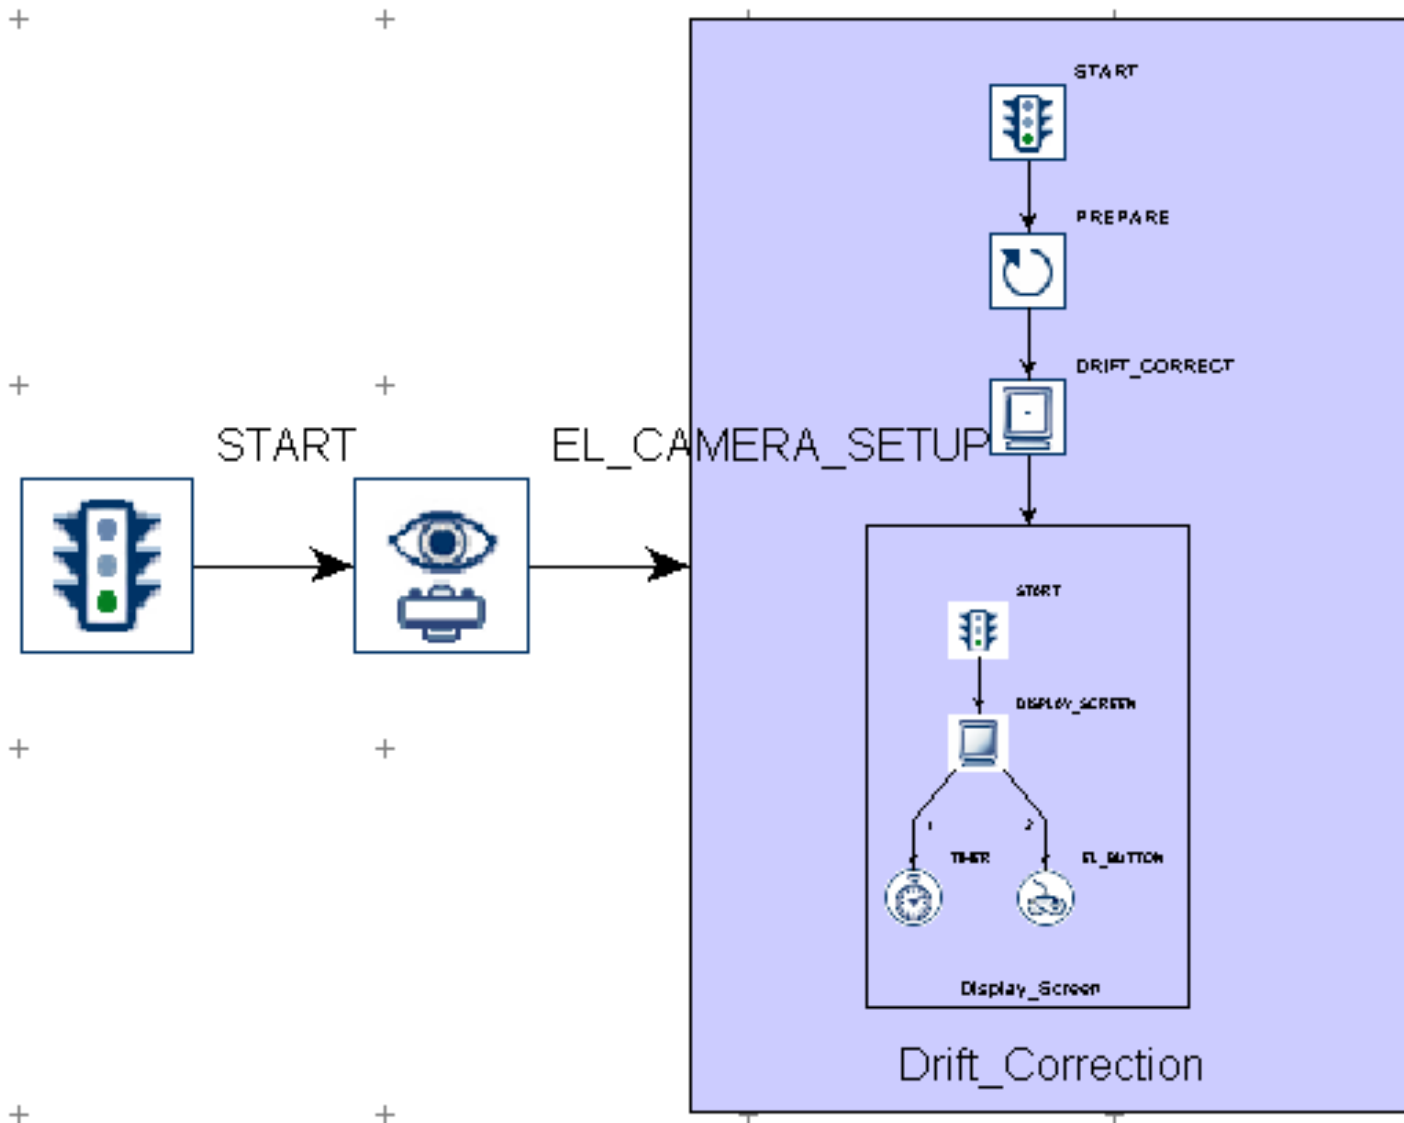 START
PREPARE
DRIFT_CORRECT
START
EL_CAMERA_SETUP
START
DISPLAY_SCREEN
1
2
TIMER
EL_BUTTON
Display_Screen
Drift_Correction